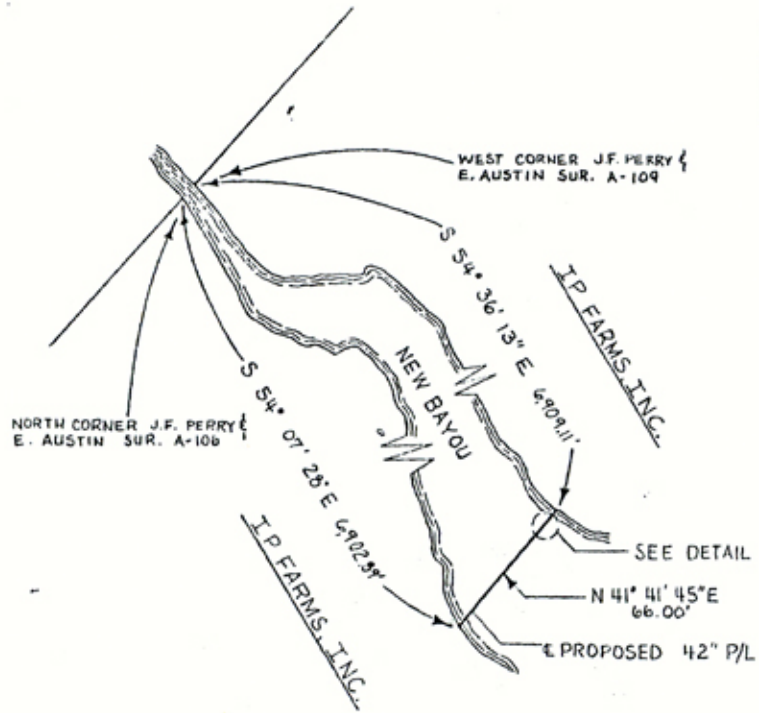 WEST CORNER J.F. PERRY &
E. AUSTIN SUR. A-109
S 54° 36' 13" E 6,909.11'
I P FARMS, INC.
NEW BAYOU
NORTH CORNER J.F. PERRY &
E. AUSTIN SUR. A-106
S 54° 07' 28" E 6,902.39'
I P FARMS, INC.
SEE DETAIL
N 41° 41' 45" E
66.00'
℄ PROPOSED 42" P/L